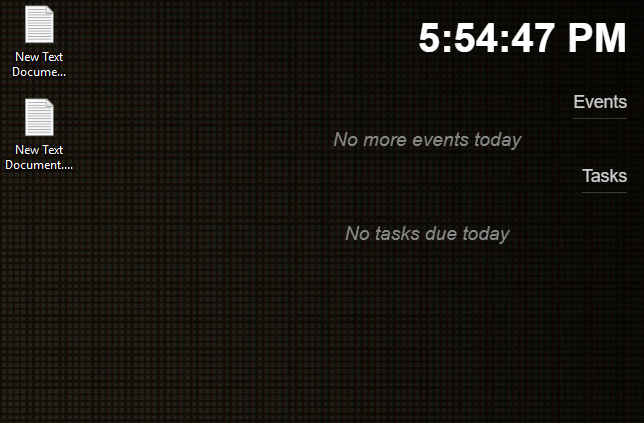 New Text
Docume...
New Text
Document....
5:54:47 PM
Events
No more events today
Tasks
No tasks due today